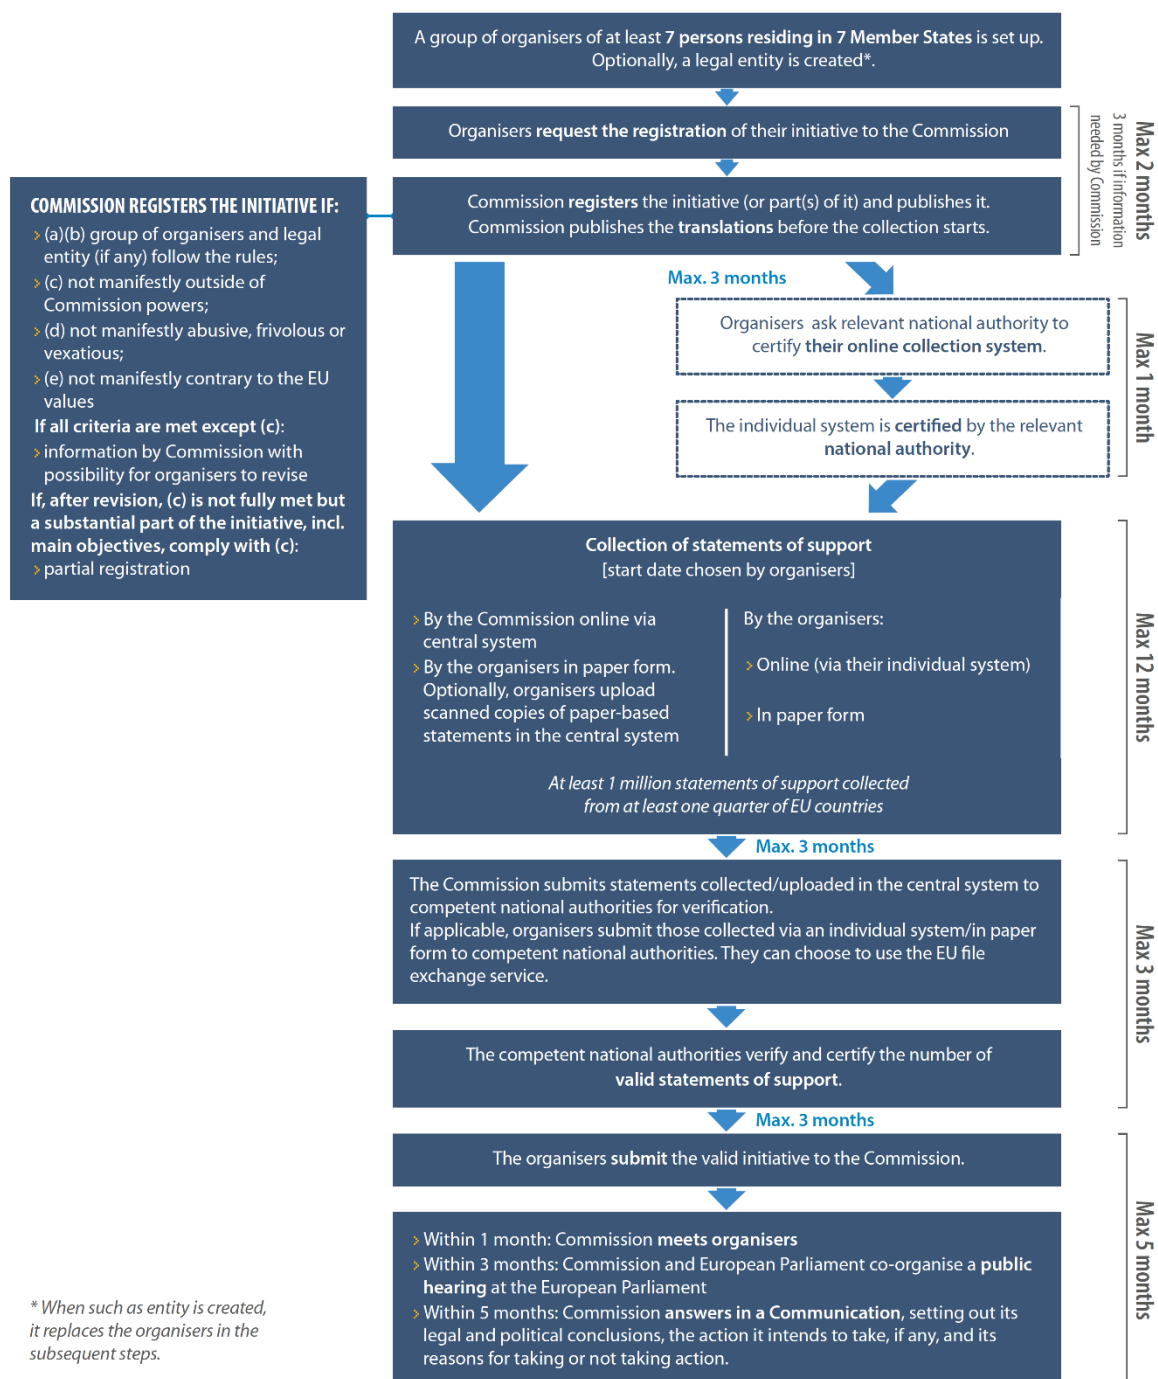 A group of organisers of at least 7 persons residing in 7 Member States is set up.
Optionally, a legal entity is created*.
Organisers request the registration of their initiative to the Commission
Max 2 months
3 months if information
needed by Commission
Commission registers the initiative (or part(s) of it) and publishes it.
Commission publishes the translations before the collection starts.
COMMISSION REGISTERS THE INITIATIVE IF:
> (a)(b) group of organisers and legal
entity (if any) follow the rules;
> (c) not manifestly outside of
Commission powers;
> (d) not manifestly abusive, frivolous or
vexatious;
> (e) not manifestly contrary to the EU
values
If all criteria are met except (c):
> information by Commission with
possibility for organisers to revise
If, after revision, (c) is not fully met but
a substantial part of the initiative, incl.
main objectives, comply with (c):
> partial registration
Max. 3 months
Organisers ask relevant national authority to
certify their online collection system.
The individual system is certified by the relevant
national authority.
Max 1 month
Collection of statements of support
[start date chosen by organisers]
> By the Commission online via
central system
> By the organisers in paper form.
Optionally, organisers upload
scanned copies of paper-based
statements in the central system
By the organisers:
> Online (via their individual system)
> In paper form
At least 1 million statements of support collected
from at least one quarter of EU countries
Max 12 months
Max. 3 months
The Commission submits statements collected/uploaded in the central system to
competent national authorities for verification.
If applicable, organisers submit those collected via an individual system/in paper
form to competent national authorities. They can choose to use the EU file
exchange service.
The competent national authorities verify and certify the number of
valid statements of support.
Max 3 months
Max. 3 months
The organisers submit the valid initiative to the Commission.
> Within 1 month: Commission meets organisers
> Within 3 months: Commission and European Parliament co-organise a public
hearing at the European Parliament
> Within 5 months: Commission answers in a Communication, setting out its
legal and political conclusions, the action it intends to take, if any, and its
reasons for taking or not taking action.
Max 5 months
* When such as entity is created,
it replaces the organisers in the
subsequent steps.